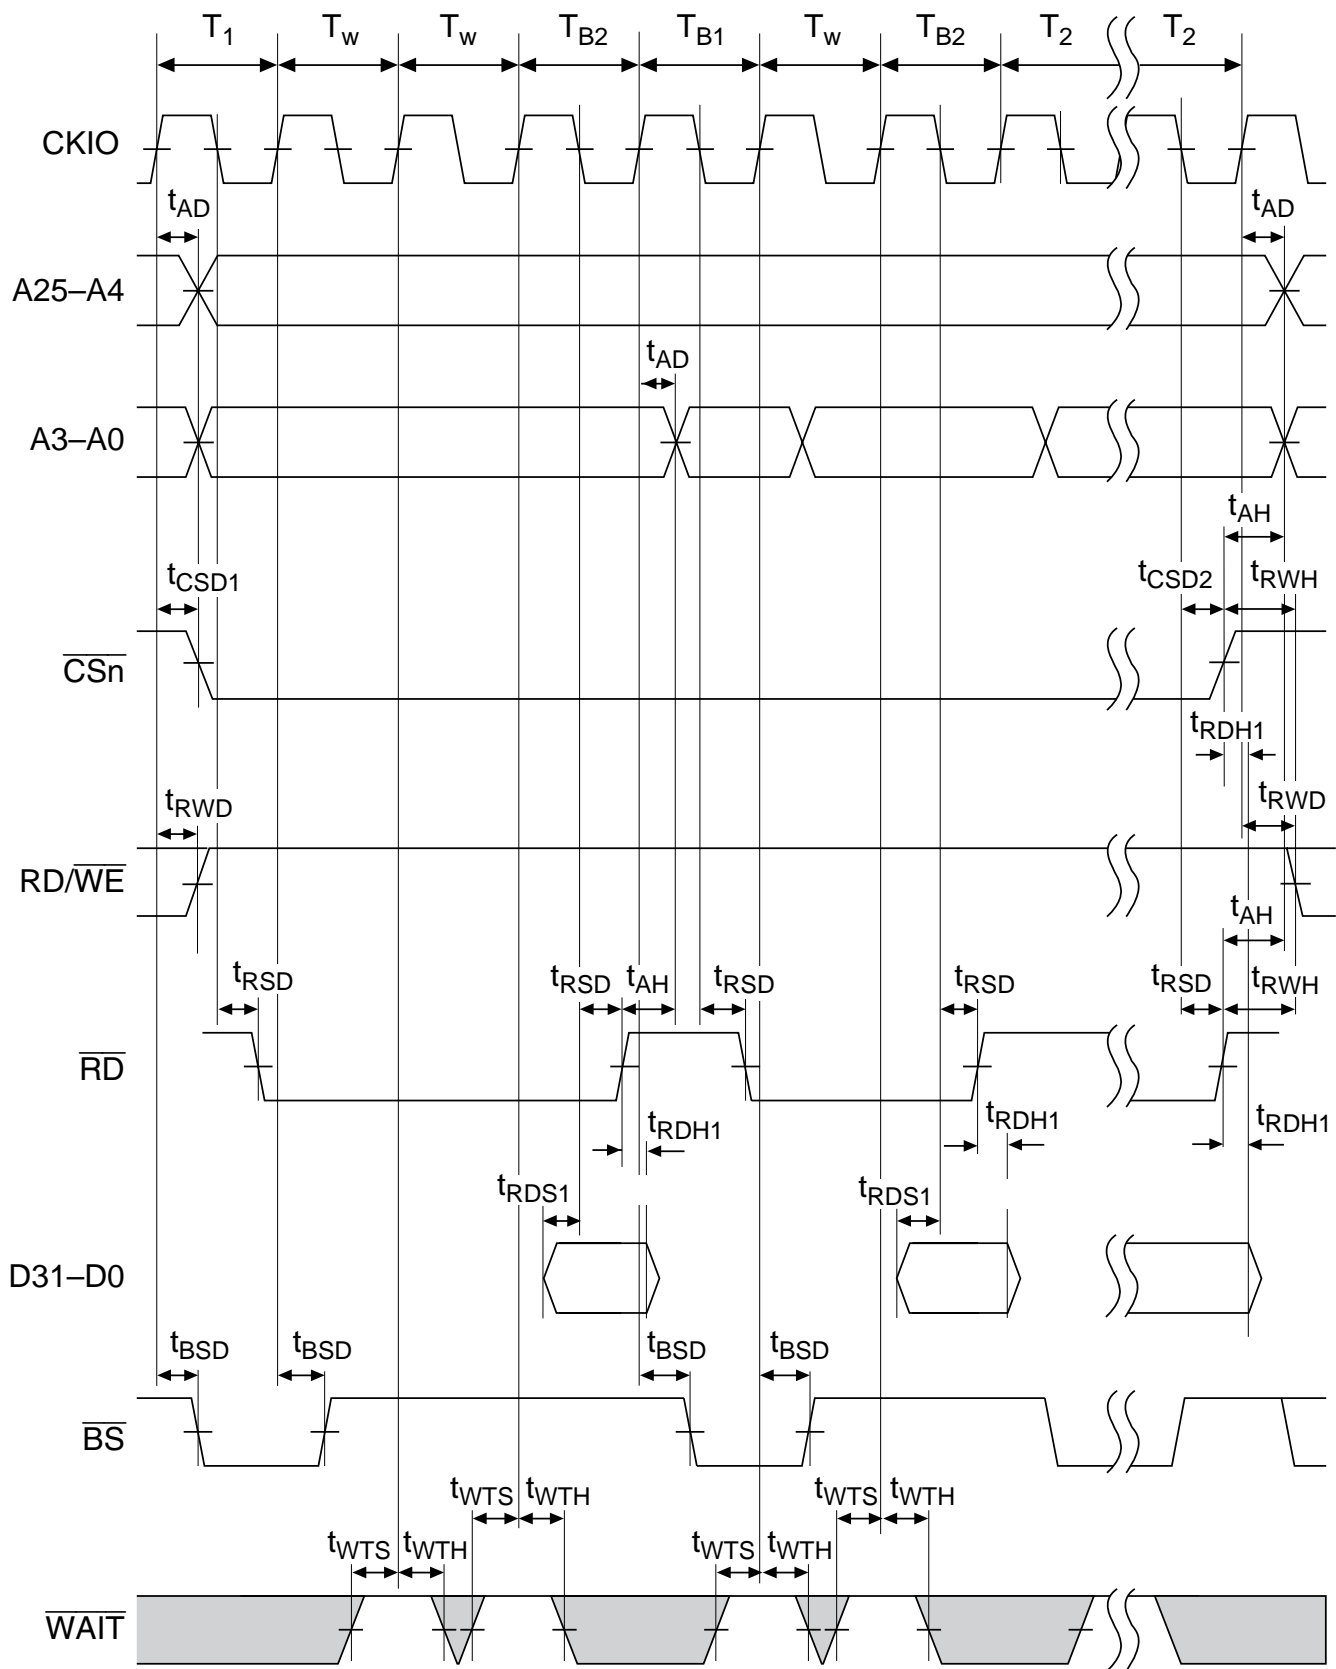 T1 Tw Tw TB2 TB1 Tw TB2 T2 T2
CKIO
tAD tAD
A25–A4
tAD
A3–A0
tAH
tCSD1 tCSD2 tRWH
CSn
tRDH1
tRWD tRWD
RD/WE
tAH
tRSD tRSD tAH tRSD tRSD tRSD tRWH
RD
tRDH1 tRDH1 tRDH1
tRDS1 tRDS1
D31–D0
tBSD tBSD tBSD tBSD
BS
tWTS tWTH tWTS tWTH
tWTS tWTH tWTS tWTH
WAIT